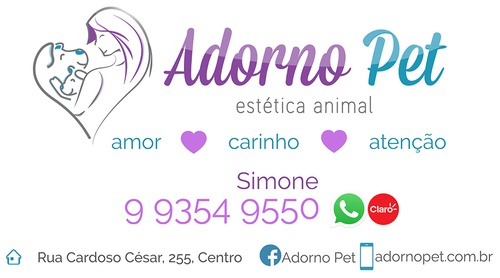 Adorno Pet
estética animal
amor carinho atenção
Simone
9 9354 9550
Claro
Rua Cardoso César, 255, Centro Adorno Pet adornopet.com.br